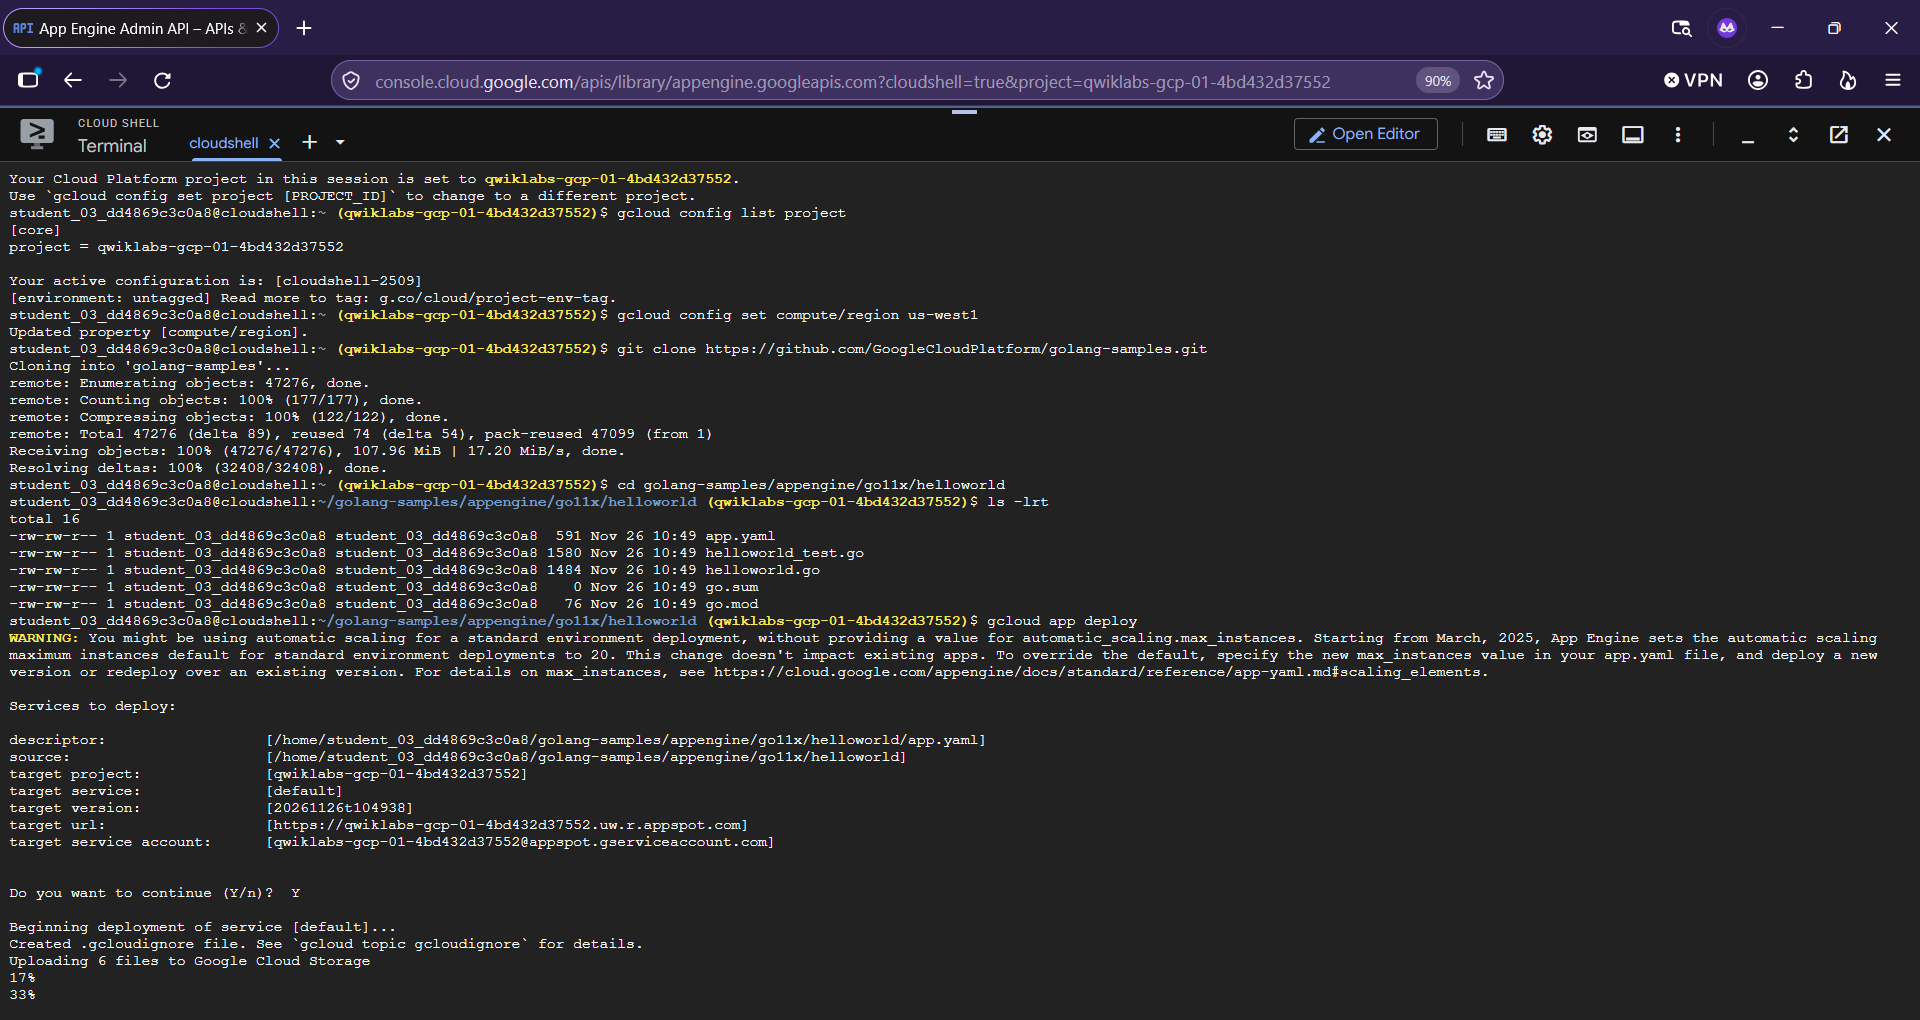 API App Engine Admin API – APIs &
console.cloud.google.com/apis/library/appengine.googleapis.com?cloudshell=true&project=qwiklabs-gcp-01-4bd432d37552
90%
VPN
CLOUD SHELL
Terminal
cloudshell
Open Editor
Your Cloud Platform project in this session is set to qwiklabs-gcp-01-4bd432d37552.
Use `gcloud config set project [PROJECT_ID]` to change to a different project.
student_03_dd4869c3c0a8@cloudshell:~ (qwiklabs-gcp-01-4bd432d37552)$ gcloud config list project
[core]
project = qwiklabs-gcp-01-4bd432d37552
Your active configuration is: [cloudshell-2509]
[environment: untagged] Read more to tag: g.co/cloud/project-env-tag.
student_03_dd4869c3c0a8@cloudshell:~ (qwiklabs-gcp-01-4bd432d37552)$ gcloud config set compute/region us-west1
Updated property [compute/region].
student_03_dd4869c3c0a8@cloudshell:~ (qwiklabs-gcp-01-4bd432d37552)$ git clone https://github.com/GoogleCloudPlatform/golang-samples.git
Cloning into 'golang-samples'...
remote: Enumerating objects: 47276, done.
remote: Counting objects: 100% (177/177), done.
remote: Compressing objects: 100% (122/122), done.
remote: Total 47276 (delta 89), reused 74 (delta 54), pack-reused 47099 (from 1)
Receiving objects: 100% (47276/47276), 107.96 MiB | 17.20 MiB/s, done.
Resolving deltas: 100% (32408/32408), done.
student_03_dd4869c3c0a8@cloudshell:~ (qwiklabs-gcp-01-4bd432d37552)$ cd golang-samples/appengine/go11x/helloworld
student_03_dd4869c3c0a8@cloudshell:~/golang-samples/appengine/go11x/helloworld (qwiklabs-gcp-01-4bd432d37552)$ ls -lrt
total 16
-rw-rw-r-- 1 student_03_dd4869c3c0a8 student_03_dd4869c3c0a8  591 Nov 26 10:49 app.yaml
-rw-rw-r-- 1 student_03_dd4869c3c0a8 student_03_dd4869c3c0a8 1580 Nov 26 10:49 helloworld_test.go
-rw-rw-r-- 1 student_03_dd4869c3c0a8 student_03_dd4869c3c0a8 1484 Nov 26 10:49 helloworld.go
-rw-rw-r-- 1 student_03_dd4869c3c0a8 student_03_dd4869c3c0a8    0 Nov 26 10:49 go.sum
-rw-rw-r-- 1 student_03_dd4869c3c0a8 student_03_dd4869c3c0a8   76 Nov 26 10:49 go.mod
student_03_dd4869c3c0a8@cloudshell:~/golang-samples/appengine/go11x/helloworld (qwiklabs-gcp-01-4bd432d37552)$ gcloud app deploy
WARNING: You might be using automatic scaling for a standard environment deployment, without providing a value for automatic_scaling.max_instances. Starting from March, 2025, App Engine sets the automatic scaling
maximum instances default for standard environment deployments to 20. This change doesn't impact existing apps. To override the default, specify the new max_instances value in your app.yaml file, and deploy a new
version or redeploy over an existing version. For details on max_instances, see https://cloud.google.com/appengine/docs/standard/reference/app-yaml.md#scaling_elements.
Services to deploy:
descriptor:                  [/home/student_03_dd4869c3c0a8/golang-samples/appengine/go11x/helloworld/app.yaml]
source:                      [/home/student_03_dd4869c3c0a8/golang-samples/appengine/go11x/helloworld]
target project:              [qwiklabs-gcp-01-4bd432d37552]
target service:              [default]
target version:              [20261126t104938]
target url:                  [https://qwiklabs-gcp-01-4bd432d37552.uw.r.appspot.com]
target service account:      [qwiklabs-gcp-01-4bd432d37552@appspot.gserviceaccount.com]
Do you want to continue (Y/n)?  Y
Beginning deployment of service [default]...
Created .gcloudignore file. See `gcloud topic gcloudignore` for details.
Uploading 6 files to Google Cloud Storage
17%
33%